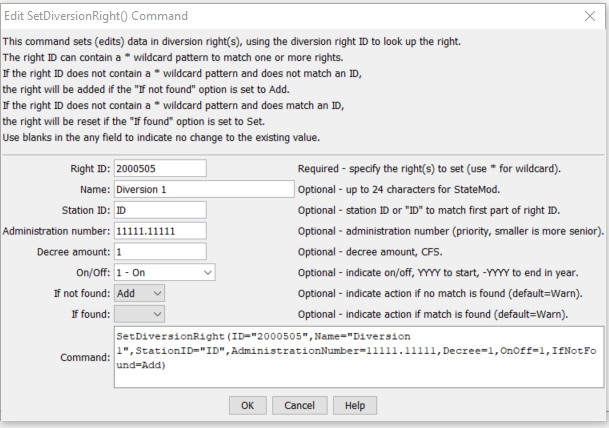 Edit SetDiversionRight() Command
This command sets (edits) data in diversion right(s), using the diversion right ID to look up the right.
The right ID can contain a * wildcard pattern to match one or more rights.
If the right ID does not contain a * wildcard pattern and does not match an ID,
the right will be added if the "If not found" option is set to Add.
If the right ID does not contain a * wildcard pattern and does match an ID,
the right will be reset if the "If found" option is set to Set.
Use blanks in the any field to indicate no change to the existing value.
Right ID: 2000505 Required - specify the right(s) to set (use * for wildcard).
Name: Diversion 1 Optional - up to 24 characters for StateMod.
Station ID: ID Optional - station ID or "ID" to match first part of right ID.
Administration number: 11111.11111 Optional - administration number (priority, smaller is more senior).
Decree amount: 1 Optional - decree amount, CFS.
On/Off: 1 - On Optional - indicate on/off, YYYY to start, -YYYY to end in year.
If not found: Add Optional - indicate action if no match is found (default=Warn).
If found: Optional - indicate action if match is found (default=Warn).
Command: SetDiversionRight(ID="2000505",Name="Diversion
1",StationID="ID",AdministrationNumber=11111.11111,Decree=1,OnOff=1,IfNotFo
und=Add)
OK Cancel Help